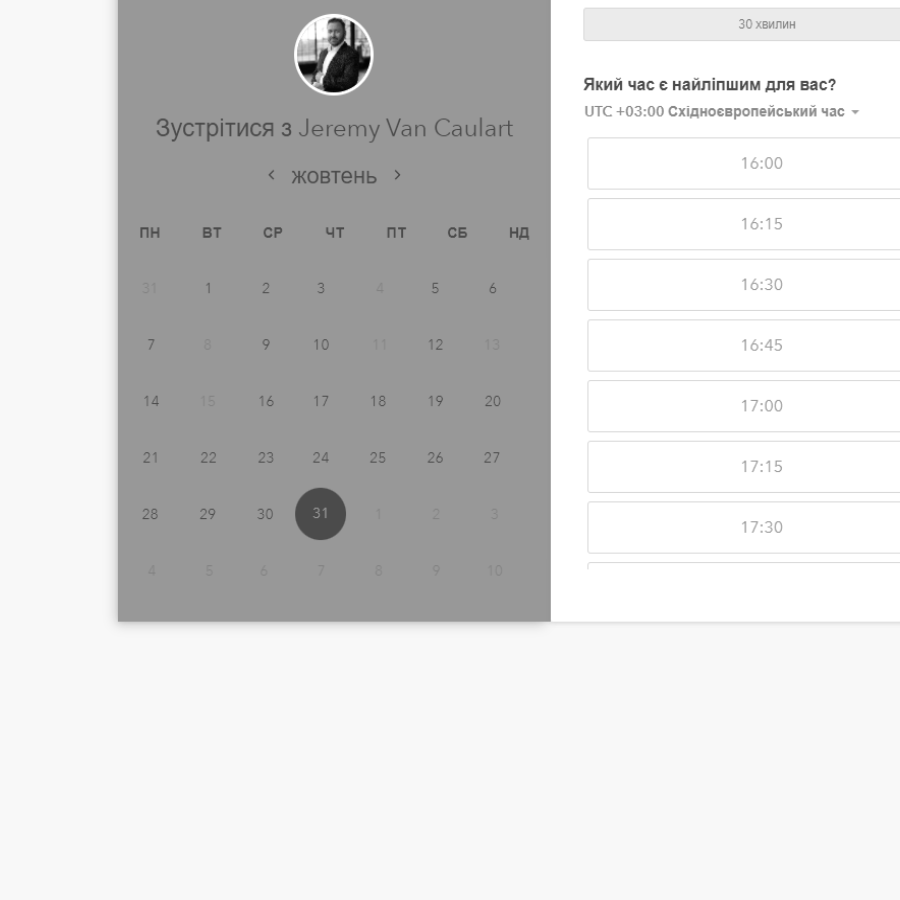 Зустрітися з Jeremy Van Caulart
жовтень
ПН ВТ СР ЧТ ПТ СБ НД
31 1 2 3 4 5 6
7 8 9 10 11 12 13
14 15 16 17 18 19 20
21 22 23 24 25 26 27
28 29 30 31 1 2 3
4 5 6 7 8 9 10
30 хвилин
Який час є найліпшим для вас?
UTC +03:00 Східноєвропейський час
16:00
16:15
16:30
16:45
17:00
17:15
17:30